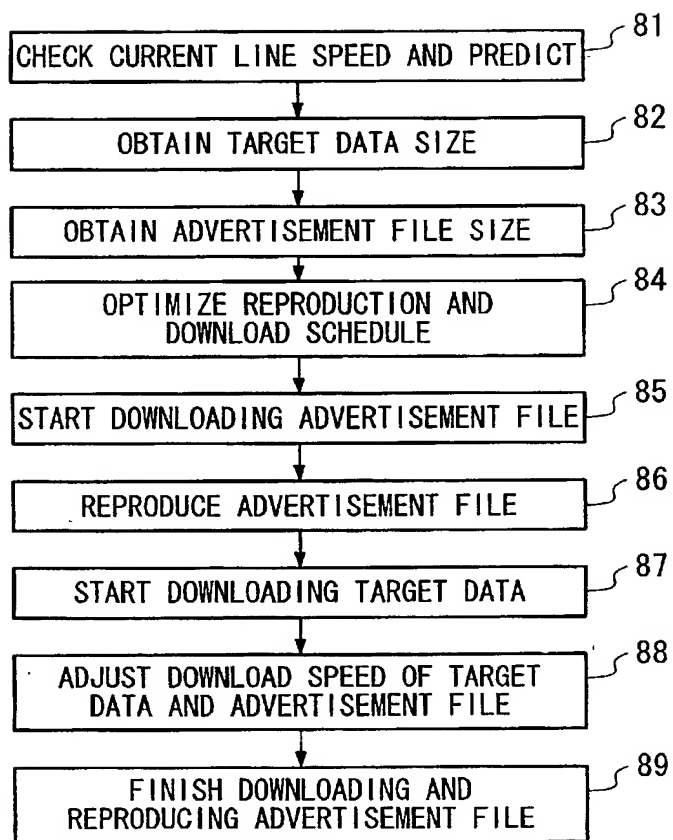 81
CHECK CURRENT LINE SPEED AND PREDICT
82
OBTAIN TARGET DATA SIZE
83
OBTAIN ADVERTISEMENT FILE SIZE
84
OPTIMIZE REPRODUCTION AND
DOWNLOAD SCHEDULE
85
START DOWNLOADING ADVERTISEMENT FILE
86
REPRODUCE ADVERTISEMENT FILE
87
START DOWNLOADING TARGET DATA
88
ADJUST DOWNLOAD SPEED OF TARGET
DATA AND ADVERTISEMENT FILE
89
FINISH DOWNLOADING AND
REPRODUCING ADVERTISEMENT FILE